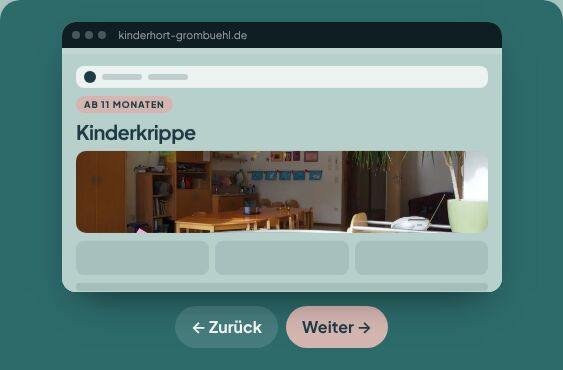 kinderhort-grombuehl.de
AB 11 MONATEN
Kinderkrippe
← Zurück
Weiter →